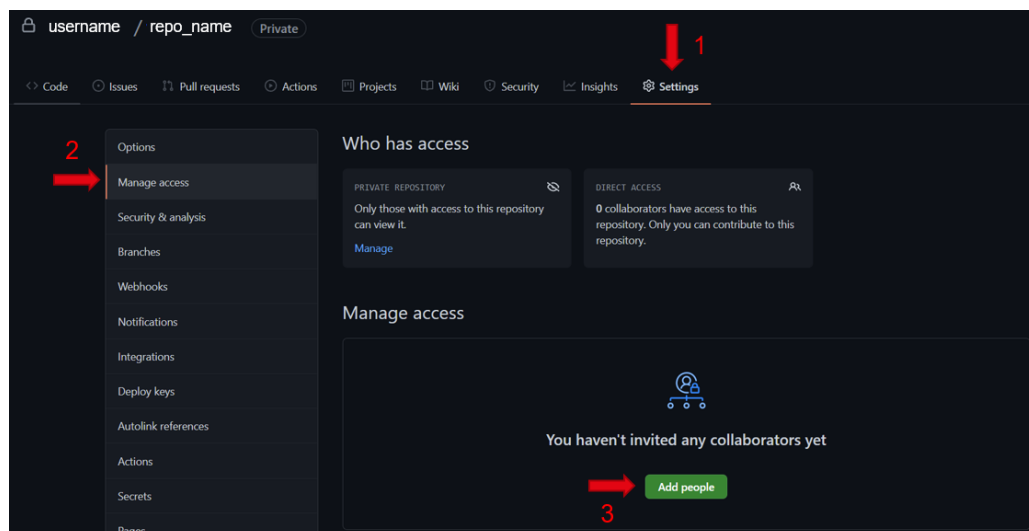 username / repo_name Private
1
Code Issues Pull requests Actions Projects Wiki Security Insights Settings
2
Options
Manage access
Security & analysis
Branches
Webhooks
Notifications
Integrations
Deploy keys
Autolink references
Actions
Secrets
Pages
Who has access
PRIVATE REPOSITORY
Only those with access to this repository
can view it.
Manage
DIRECT ACCESS
0 collaborators have access to this
repository. Only you can contribute to this
repository.
Manage access
You haven't invited any collaborators yet
Add people
3